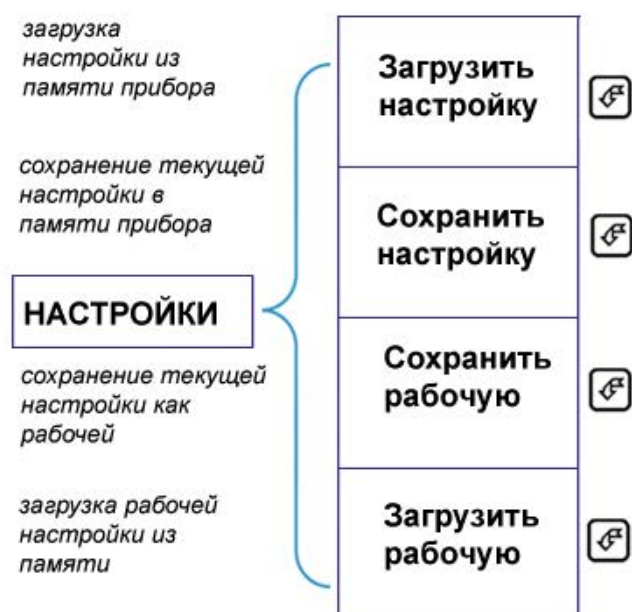 загрузка
настройки из
памяти прибора
Загрузить
настройку
сохранение текущей
настройки в
памяти прибора
Сохранить
настройку
НАСТРОЙКИ
сохранение текущей
настройки как
рабочей
Сохранить
рабочую
загрузка рабочей
настройки из
памяти
Загрузить
рабочую